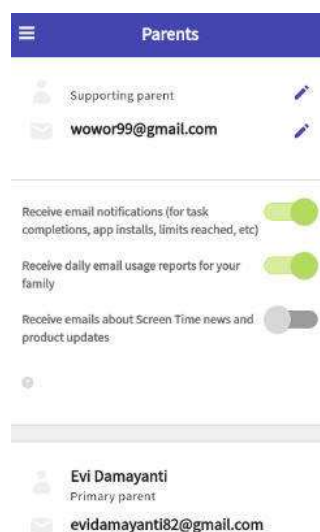 Parents
Supporting parent
wowor99@gmail.com
Receive email notifications (for task
completions, app installs, limits reached, etc)
Receive daily email usage reports for your
family
Receive emails about Screen Time news and
product updates
Evi Damayanti
Primary parent
evidamayanti82@gmail.com